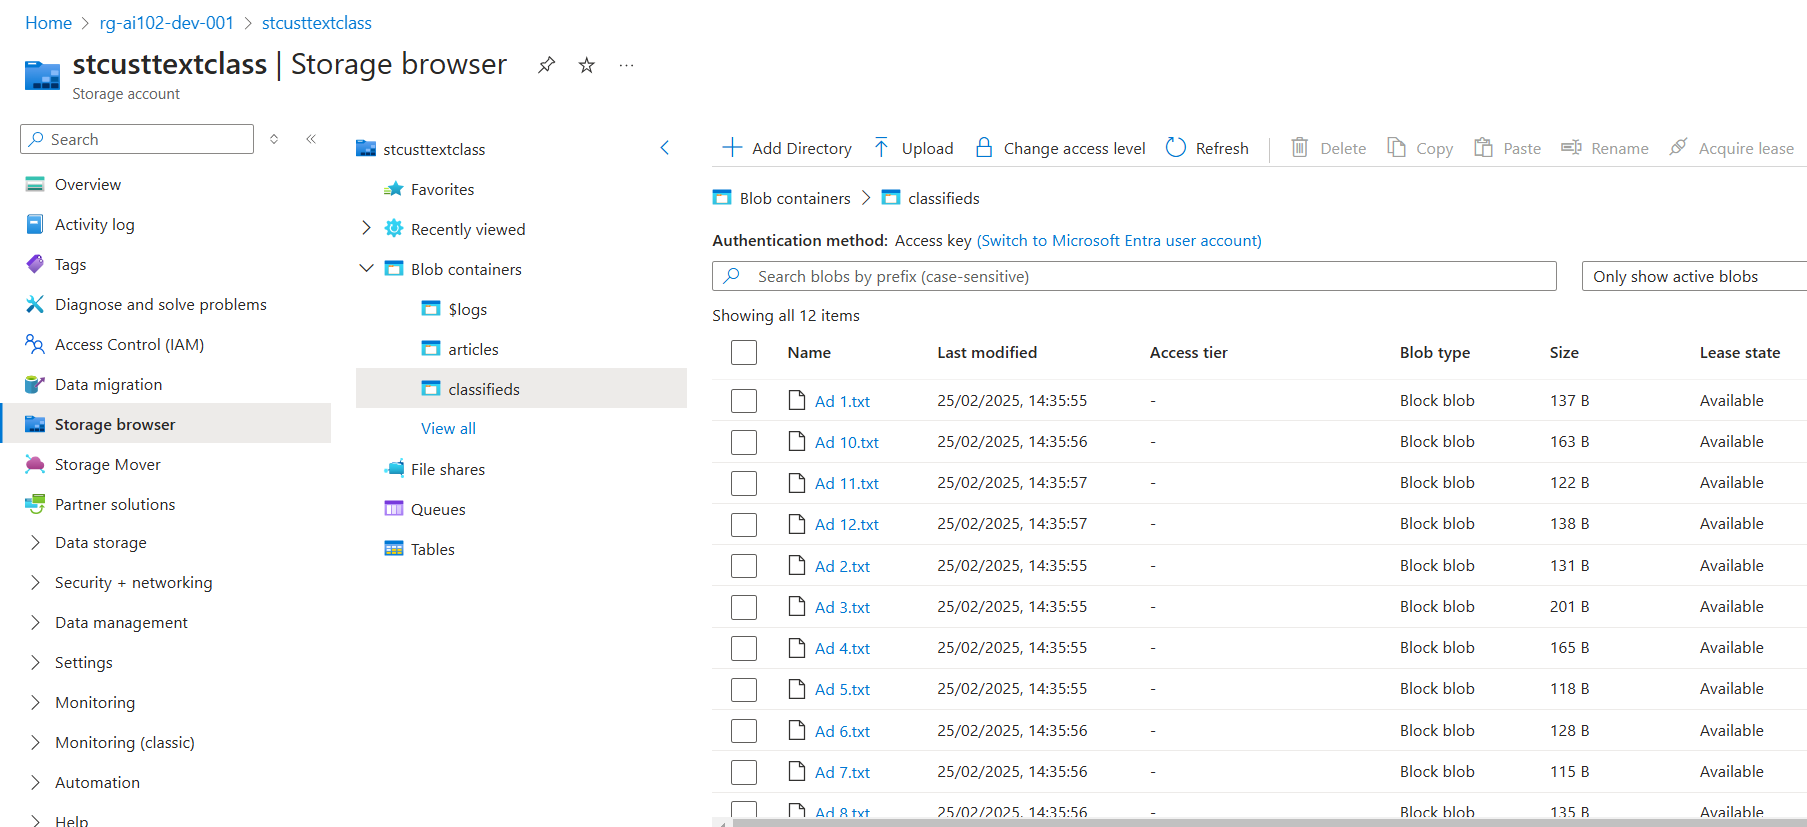 Home > rg-ai102-dev-001 > stcusttextclass
stcusttextclass | Storage browser
Storage account
Search
Overview
Activity log
Tags
Diagnose and solve problems
Access Control (IAM)
Data migration
Storage browser
Storage Mover
Partner solutions
Data storage
Security + networking
Data management
Settings
Monitoring
Monitoring (classic)
Automation
Help
stcusttextclass
Favorites
Recently viewed
Blob containers
$logs
articles
classifieds
View all
File shares
Queues
Tables
Add Directory Upload Change access level Refresh Delete Copy Paste Rename Acquire lease
Blob containers > classifieds
Authentication method: Access key (Switch to Microsoft Entra user account)
Search blobs by prefix (case-sensitive) Only show active blobs
Showing all 12 items
Name Last modified Access tier Blob type Size Lease state
Ad 1.txt 25/02/2025, 14:35:55 - Block blob 137 B Available
Ad 10.txt 25/02/2025, 14:35:56 - Block blob 163 B Available
Ad 11.txt 25/02/2025, 14:35:57 - Block blob 122 B Available
Ad 12.txt 25/02/2025, 14:35:57 - Block blob 138 B Available
Ad 2.txt 25/02/2025, 14:35:55 - Block blob 131 B Available
Ad 3.txt 25/02/2025, 14:35:55 - Block blob 201 B Available
Ad 4.txt 25/02/2025, 14:35:55 - Block blob 165 B Available
Ad 5.txt 25/02/2025, 14:35:55 - Block blob 118 B Available
Ad 6.txt 25/02/2025, 14:35:56 - Block blob 128 B Available
Ad 7.txt 25/02/2025, 14:35:56 - Block blob 115 B Available
Ad 8.txt 25/02/2025, 14:35:56 - Block blob 135 B Available